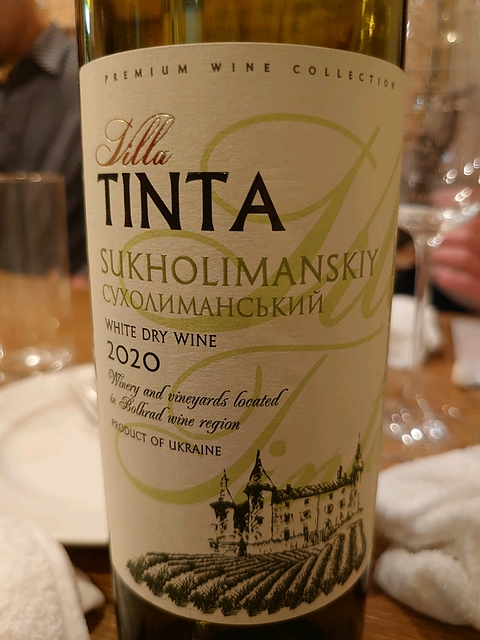 PREMIUM WINE COLLECTION
Villa
TINTA
SUKHOLIMANSKIY
СУХОЛИМАНСЬКИЙ
WHITE DRY WINE
2020
Winery and vineyards located
in Bolhrad wine region
PRODUCT OF UKRAINE